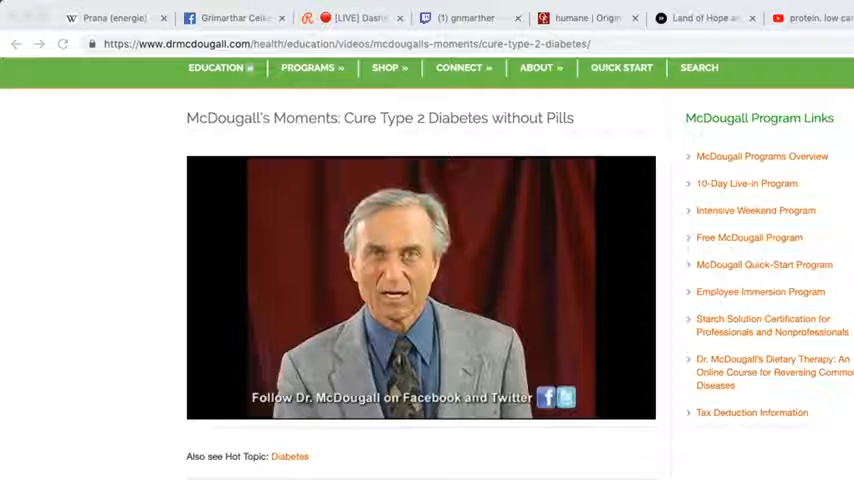 Prana (energie)
Grimarthar Ceik
[LIVE] Dash
(1) grimarther
humane | Origin
Land of Hope a
protein. low ca
https://www.drmcdougall.com/health/education/videos/mcdougalls-moments/cure-type-2-diabetes/
EDUCATION »
PROGRAMS »
SHOP »
CONNECT »
ABOUT »
QUICK START
SEARCH
McDougall's Moments: Cure Type 2 Diabetes without Pills
Follow Dr. McDougall on Facebook and Twitter
Also see Hot Topic: Diabetes
McDougall Program Links
McDougall Programs Overview
10-Day Live-in Program
Intensive Weekend Program
Free McDougall Program
McDougall Quick-Start Program
Employee Immersion Program
Starch Solution Certification for
Professionals and Nonprofessionals
Dr. McDougall's Dietary Therapy: An
Online Course for Reversing Commo
Diseases
Tax Deduction Information